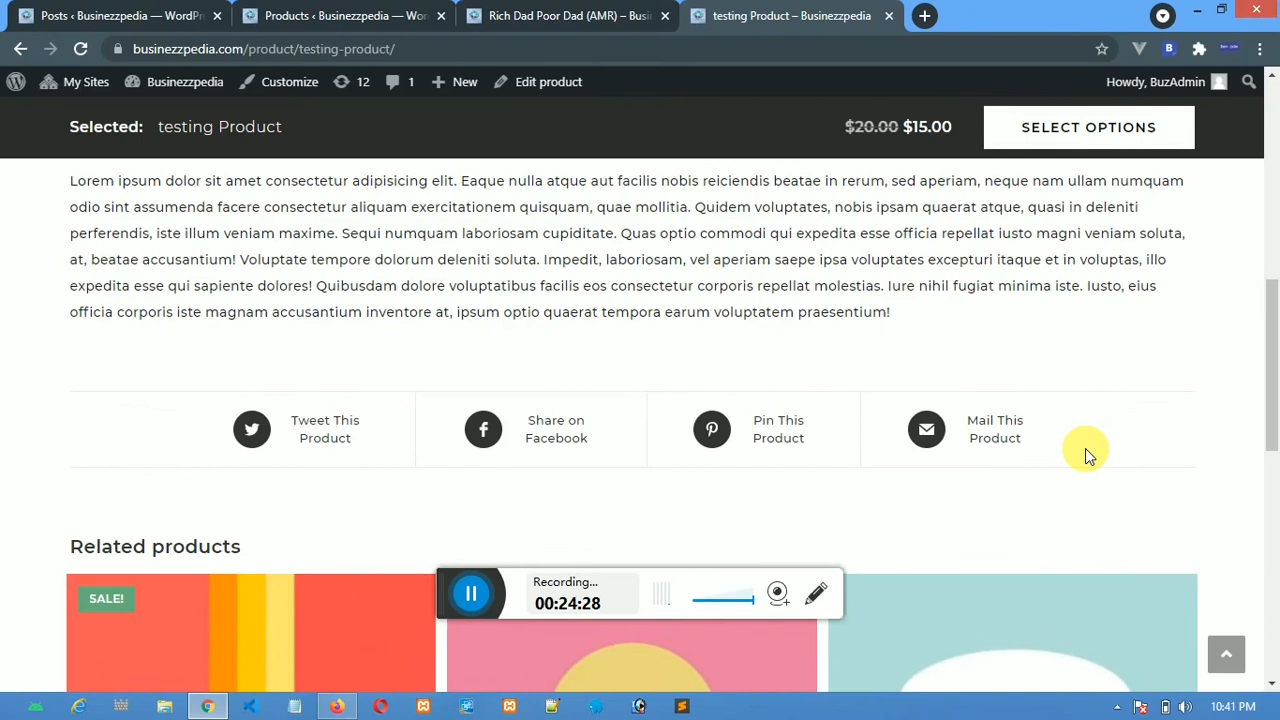 Posts ‹ Businezzpedia — WordPr
Products ‹ Businezzpedia — Wor
Rich Dad Poor Dad (AMR) – Busin
testing Product – Businezzpedia
businezzpedia.com/product/testing-product/
My Sites
Businezzpedia
Customize
12
1
New
Edit product
Howdy, BuzAdmin
Selected: testing Product
$20.00 $15.00
SELECT OPTIONS
Lorem ipsum dolor sit amet consectetur adipisicing elit. Eaque nulla atque aut facilis nobis reiciendis beatae in rerum, sed aperiam, neque nam ullam numquam
odio sint assumenda facere consectetur aliquam exercitationem quisquam, quae mollitia. Quidem voluptates, nobis ipsum quaerat atque, quasi in deleniti
perferendis, iste illum veniam maxime. Sequi numquam laboriosam cupiditate. Quas optio commodi qui expedita esse officia repellat iusto magni veniam soluta,
at, beatae accusantium! Voluptate tempore dolorum deleniti soluta. Impedit, laboriosam, vel aperiam saepe ipsa voluptates excepturi itaque et in voluptas, illo
expedita esse qui sapiente dolores! Quibusdam dolore voluptatibus facilis eos consectetur corporis repellat molestias. Iure nihil fugiat minima iste. Iusto, eius
officia corporis iste magnam accusantium inventore at, ipsum optio quaerat tempora earum voluptatem praesentium!
Tweet This
Product
Share on
Facebook
Pin This
Product
Mail This
Product
Related products
SALE!
Recording...
00:24:28
10:41 PM